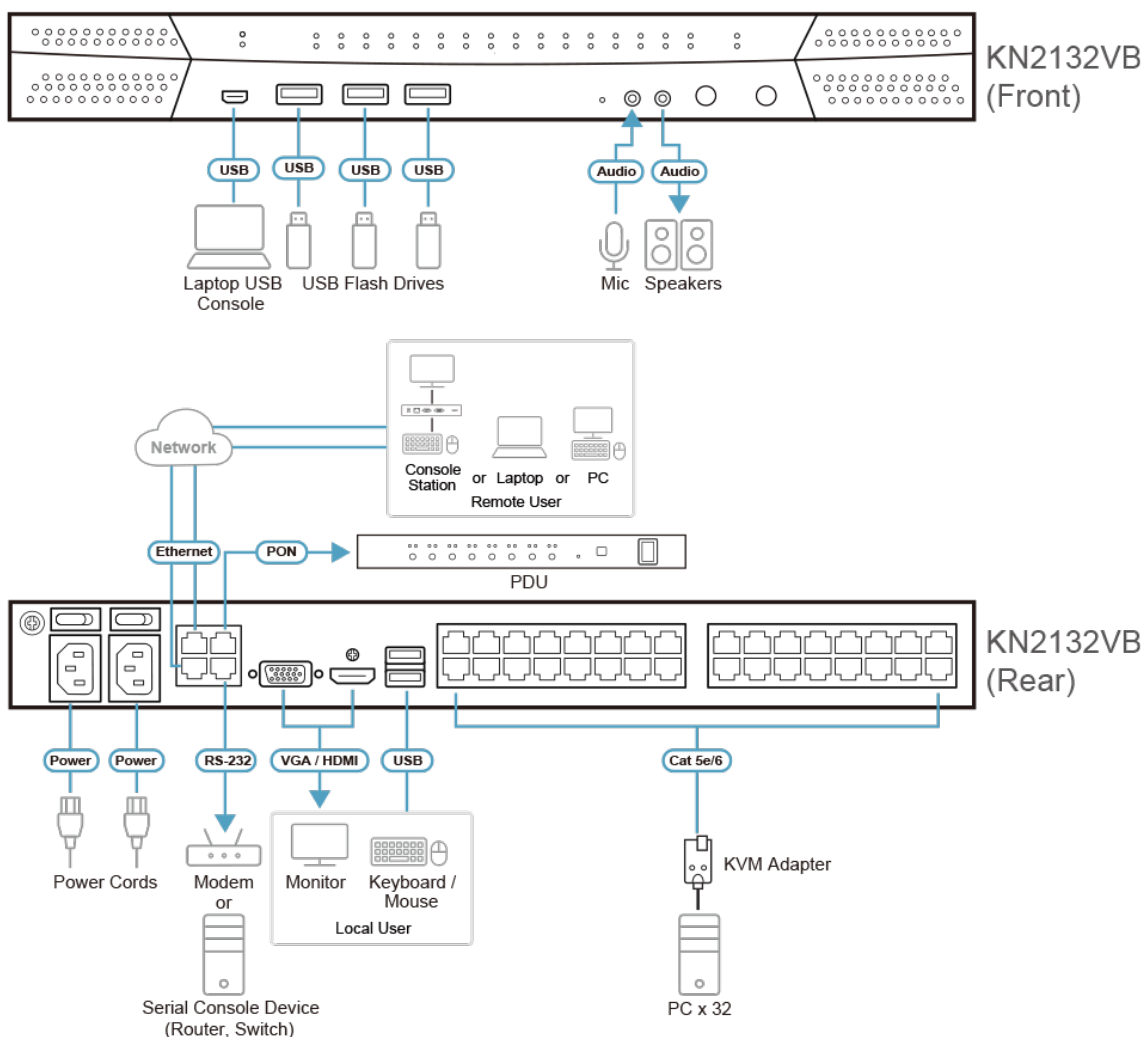 KN2132VB
(Front)
USB
USB
USB
USB
Audio
Audio
Laptop USB
Console
USB Flash Drives
Mic
Speakers
Network
Console
Station
or
Laptop
or
PC
Remote User
Ethernet
PON
PDU
KN2132VB
(Rear)
Power
Power
RS-232
VGA / HDMI
USB
Cat 5e/6
KVM Adapter
Power Cords
Modem
or
Monitor
Keyboard /
Mouse
Local User
Serial Console Device
(Router, Switch)
PC x 32